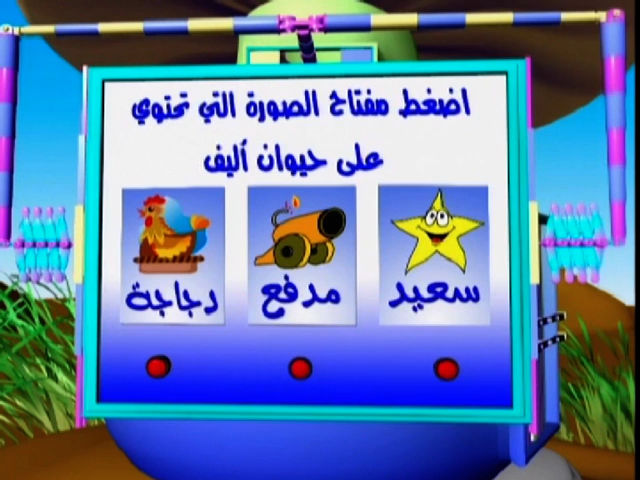 اضغط مفتاح الصورة التي تحتوي
على حيوان أليف
سعيد مدفع دجاجة